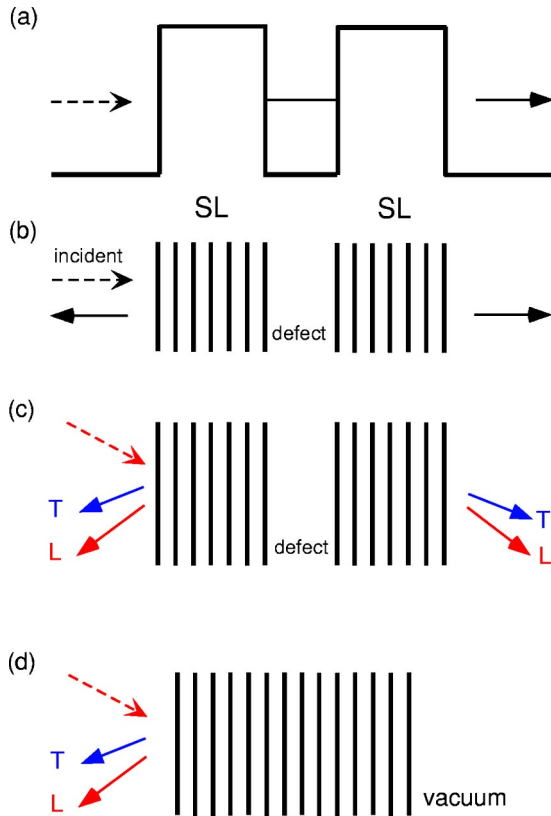 (a)
SL SL
(b)
incident
defect
(c)
T
L
defect
T
L
(d)
T
L
vacuum